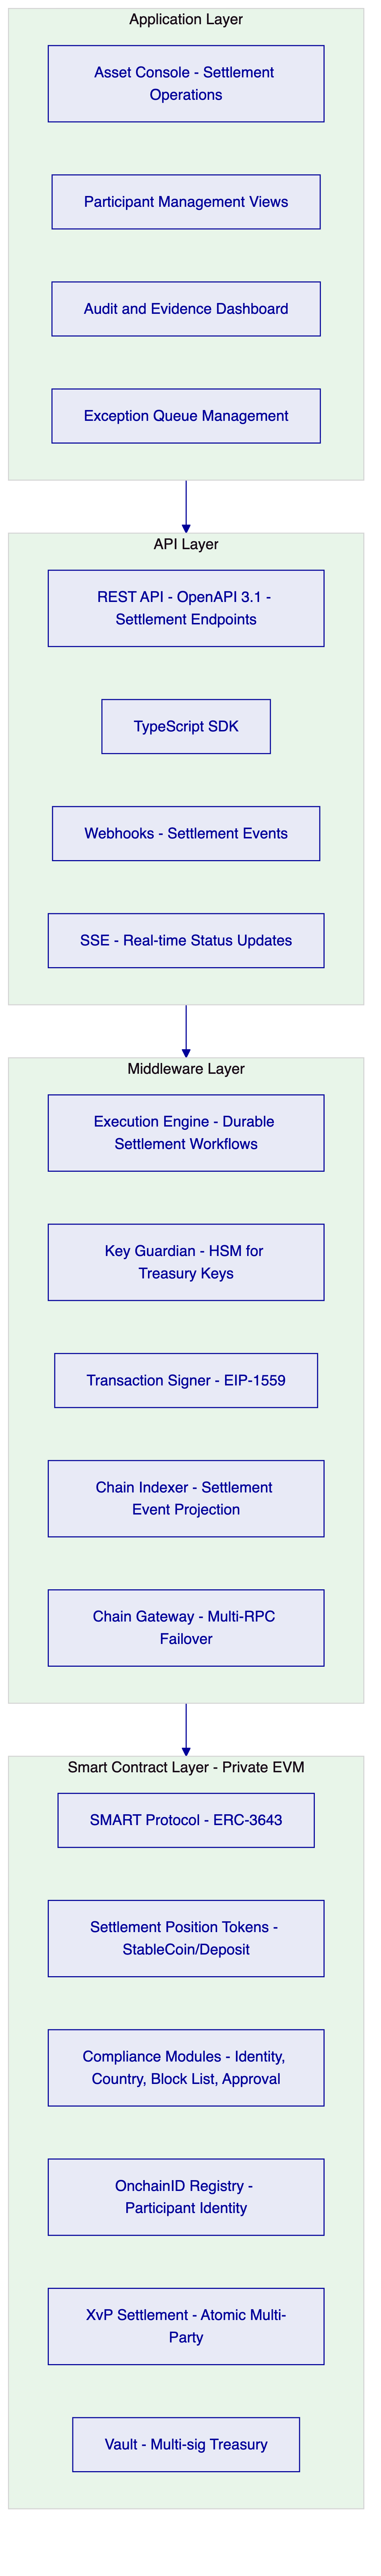 Application Layer
Asset Console - Settlement
Operations
Participant Management Views
Audit and Evidence Dashboard
Exception Queue Management
API Layer
REST API - OpenAPI 3.1 -
Settlement Endpoints
TypeScript SDK
Webhooks - Settlement Events
SSE - Real-time Status Updates
Middleware Layer
Execution Engine - Durable
Settlement Workflows
Key Guardian - HSM for
Treasury Keys
Transaction Signer - EIP-1559
Chain Indexer - Settlement
Event Projection
Chain Gateway - Multi-RPC
Failover
Smart Contract Layer - Private EVM
SMART Protocol - ERC-3643
Settlement Position Tokens -
StableCoin/Deposit
Compliance Modules - Identity,
Country, Block List, Approval
OnchainID Registry -
Participant Identity
XvP Settlement - Atomic Multi-
Party
Vault - Multi-sig Treasury